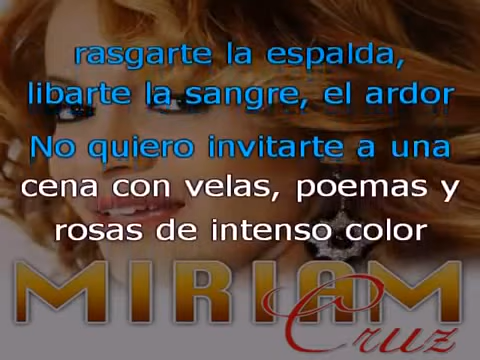 rasgarte la espalda,
libarte la sangre, el ardor
No quiero invitarte a una
cena con velas, poemas y
rosas de intenso color
MIRIAM
Cruz